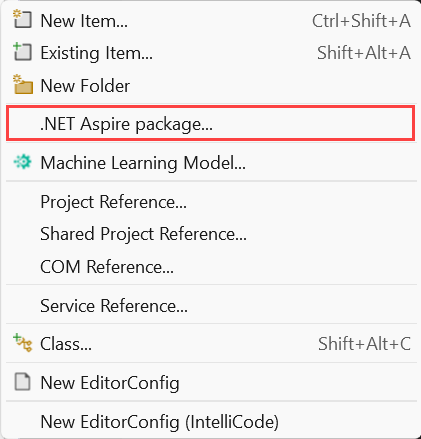 New Item... Ctrl+Shift+A
Existing Item... Shift+Alt+A
New Folder
.NET Aspire package...
Machine Learning Model...
Project Reference...
Shared Project Reference...
COM Reference...
Service Reference...
Class... Shift+Alt+C
New EditorConfig
New EditorConfig (IntelliCode)